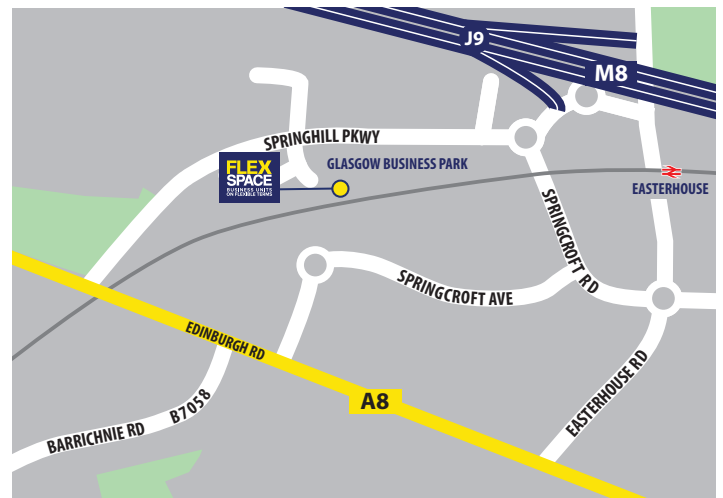 J9
M8
SPRINGHILL PKWY
FLEX
SPACE
BUSINESS UNITS
ON FLEXIBLE TERMS
GLASGOW BUSINESS PARK
EASTERHOUSE
SPRINGCROFT RD
SPRINGCROFT AVE
EDINBURGH RD
A8
EASTERHOUSE RD
B7058
BARRICHNIE RD